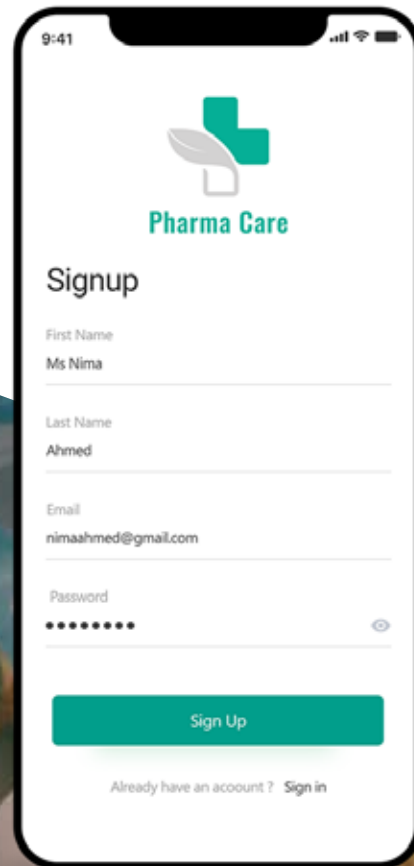 9:41
Pharma Care
Signup
First Name
Ms Nima
Last Name
Ahmed
Email
nimaahmed@gmail.com
Password
••••••••
Sign Up
Already have an acoount ? Sign in